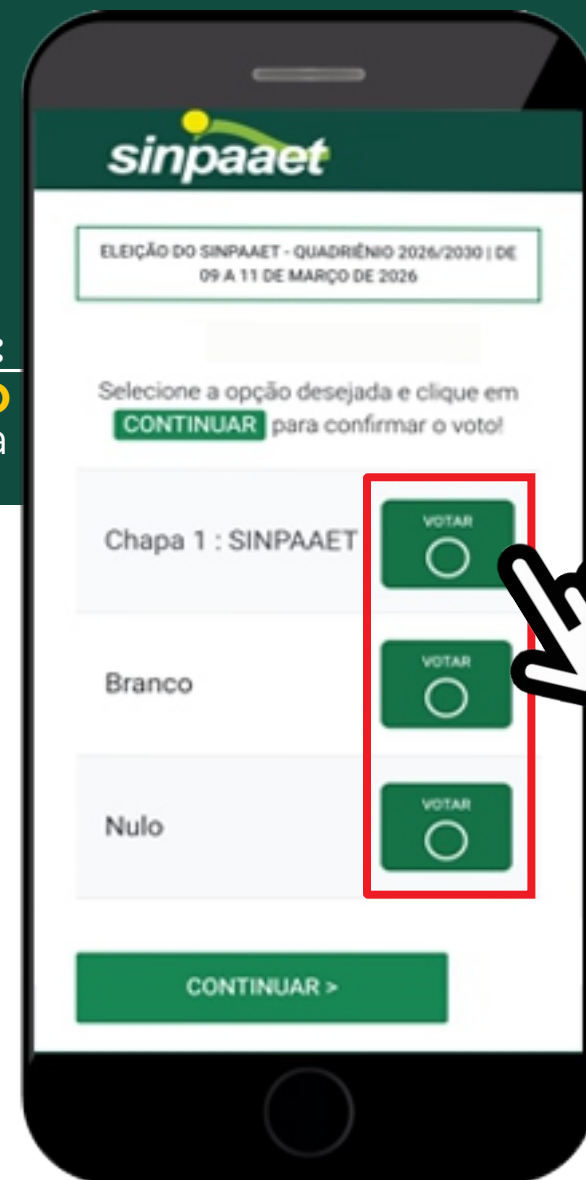 sinpaaet
ELEIÇÃO DO SINPAAET - QUADRIÊNIO 2026/2030 | DE
09 A 11 DE MARÇO DE 2026
:
O
a
Selecione a opção desejada e clique em
CONTINUAR para confirmar o voto!
Chapa 1 : SINPAAET
VOTAR
Branco
VOTAR
Nulo
VOTAR
CONTINUAR >